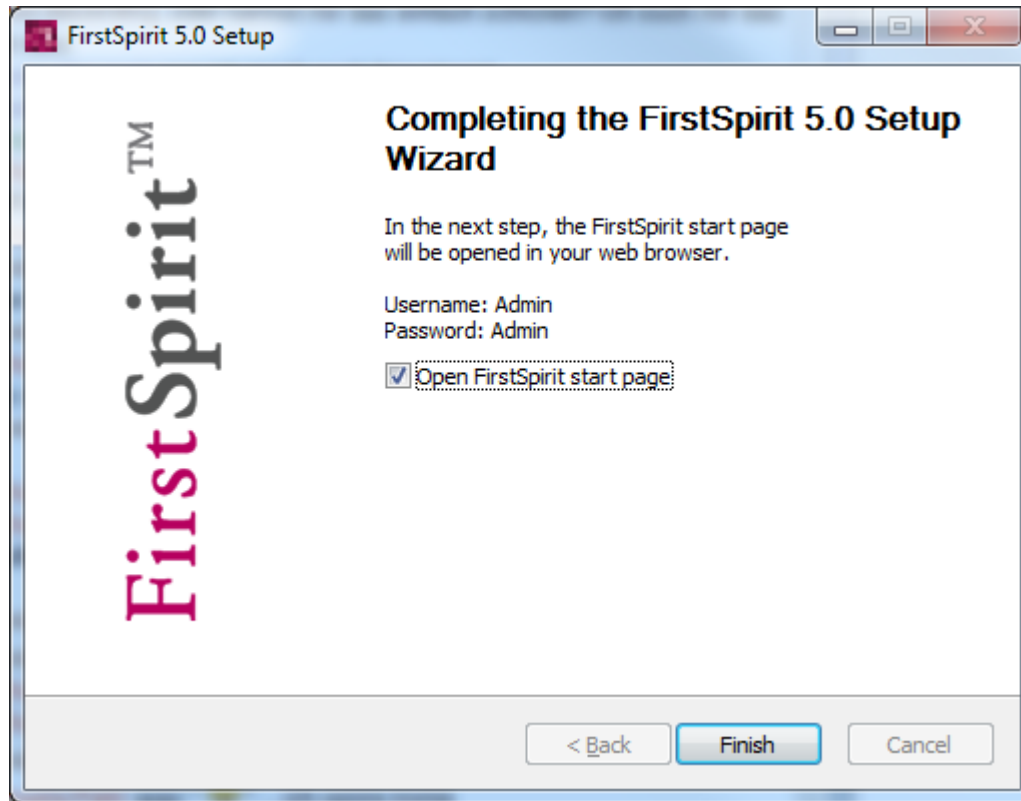 FirstSpirit 5.0 Setup
FirstSpirit™
Completing the FirstSpirit 5.0 Setup
Wizard
In the next step, the FirstSpirit start page
will be opened in your web browser.
Username: Admin
Password: Admin
Open FirstSpirit start page
< Back
Finish
Cancel